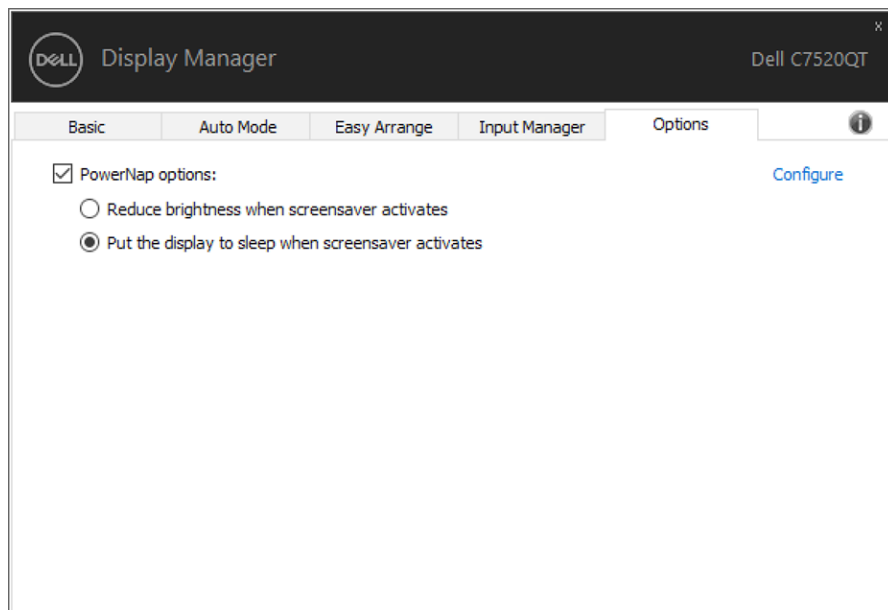 x
DELL Display Manager Dell C7520QT
Basic Auto Mode Easy Arrange Input Manager Options i
PowerNap options: Configure
Reduce brightness when screensaver activates
Put the display to sleep when screensaver activates